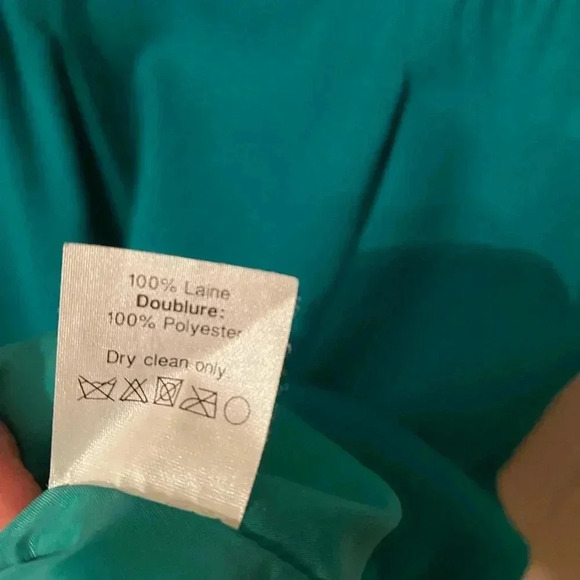 100% Laine
Doublure:
100% Polyester
Dry clean only